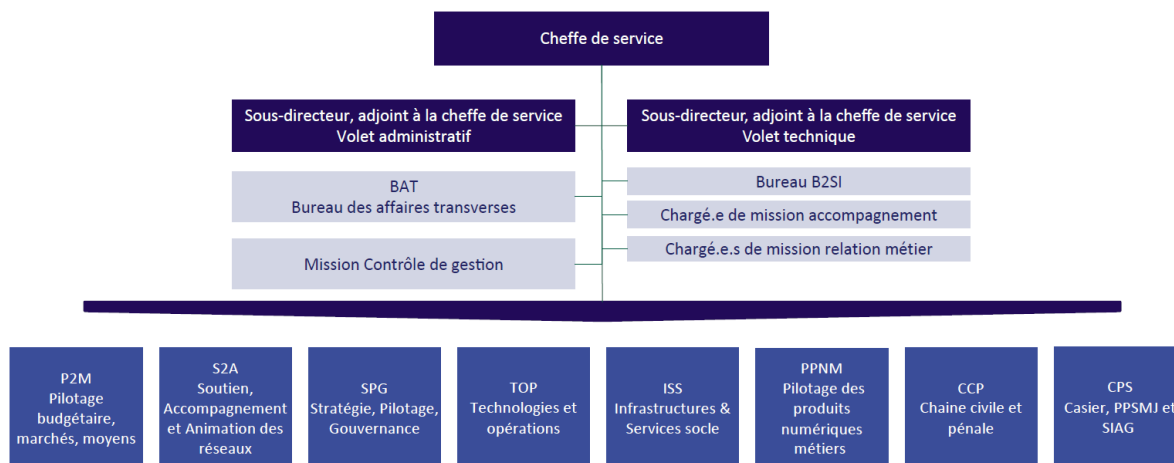 Cheffe de service
Sous-directeur, adjoint à la cheffe de service
Volet administratif
Sous-directeur, adjoint à la cheffe de service
Volet technique
BAT
Bureau des affaires transverses
Mission Contrôle de gestion
Bureau B2SI
Chargé.e de mission accompagnement
Chargé.e.s de mission relation métier
P2M
Pilotage
budgétaire,
marchés, moyens
S2A
Soutien,
Accompagnement
et Animation des
réseaux
SPG
Stratégie, Pilotage,
Gouvernance
TOP
Technologies et
opérations
ISS
Infrastructures &
Services socle
PPNM
Pilotage des
produits
numériques
métiers
CCP
Chaine civile et
pénale
CPS
Casier, PPSMJ et
SIAG